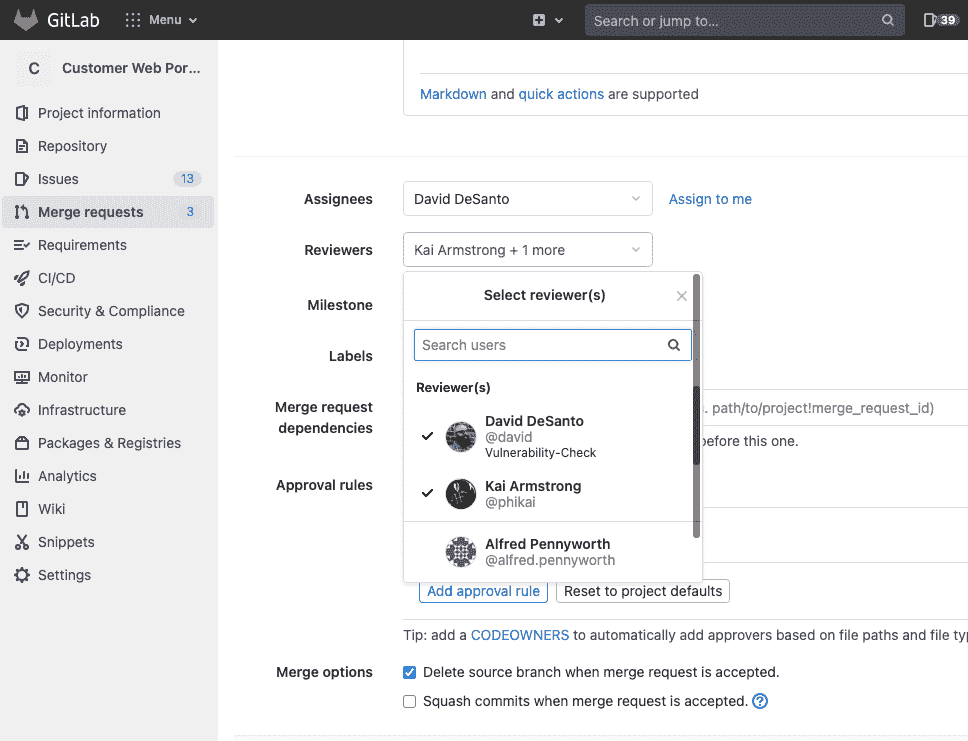 GitLab
Menu
Search or jump to...
39
C Customer Web Por...
Project information
Repository
Issues 13
Merge requests 3
Requirements
CI/CD
Security & Compliance
Deployments
Monitor
Infrastructure
Packages & Registries
Analytics
Wiki
Snippets
Settings
Markdown and quick actions are supported
Assignees
David DeSanto
Assign to me
Reviewers
Kai Armstrong + 1 more
Milestone
Labels
Merge request
dependencies
path/to/project!merge_request_id)
before this one.
Approval rules
Select reviewer(s)
Search users
Reviewer(s)
David DeSanto
@david
Vulnerability-Check
Kai Armstrong
@phikai
Alfred Pennyworth
@alfred.pennyworth
Add approval rule
Reset to project defaults
Tip: add a CODEOWNERS to automatically add approvers based on file paths and file typ
Merge options
Delete source branch when merge request is accepted.
Squash commits when merge request is accepted. ?